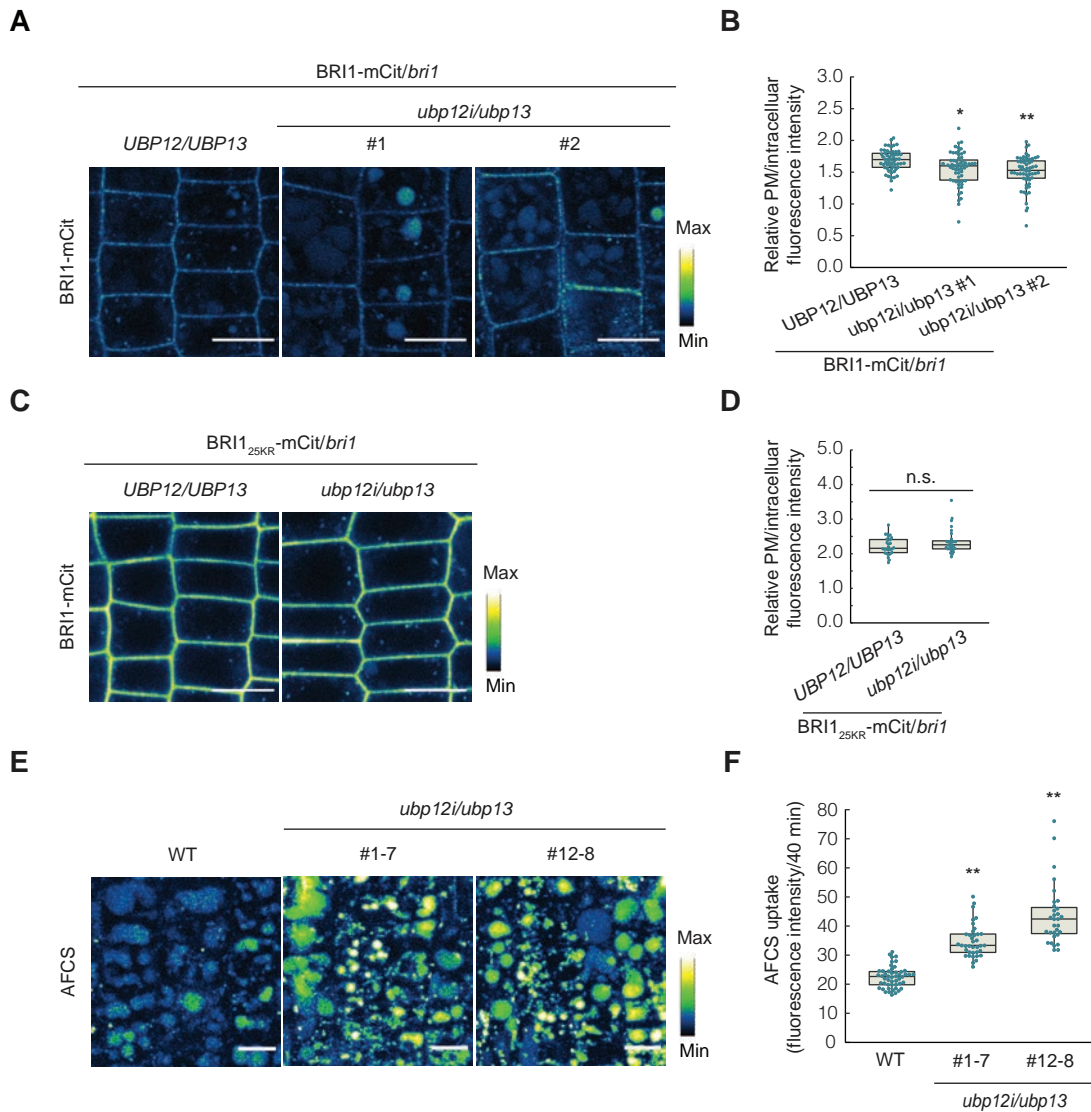 A
BRI1-mCit/bri1
ubp12i/ubp13
UBP12/UBP13
#1
#2
BRI1-mCit
Max
Min
B
Relative PM/intracelluar
fluorescence intensity
3.0
2.5
2.0
1.5
1.0
0.5
0.0
*
**
UBP12/UBP13
ubp12i/ubp13 #1
ubp12i/ubp13 #2
BRI1-mCit/bri1
C
BRI125KR-mCit/bri1
UBP12/UBP13
ubp12i/ubp13
BRI1-mCit
Max
Min
D
Relative PM/intracelluar
fluorescence intensity
5.0
4.0
3.0
2.0
1.0
0.0
n.s.
UBP12/UBP13
ubp12i/ubp13
BRI125KR-mCit/bri1
E
ubp12i/ubp13
WT
#1-7
#12-8
AFCS
Max
Min
F
AFCS uptake
(fluorescence intensity/40 min)
80
70
60
50
40
30
20
10
0
**
**
WT
#1-7
#12-8
ubp12i/ubp13